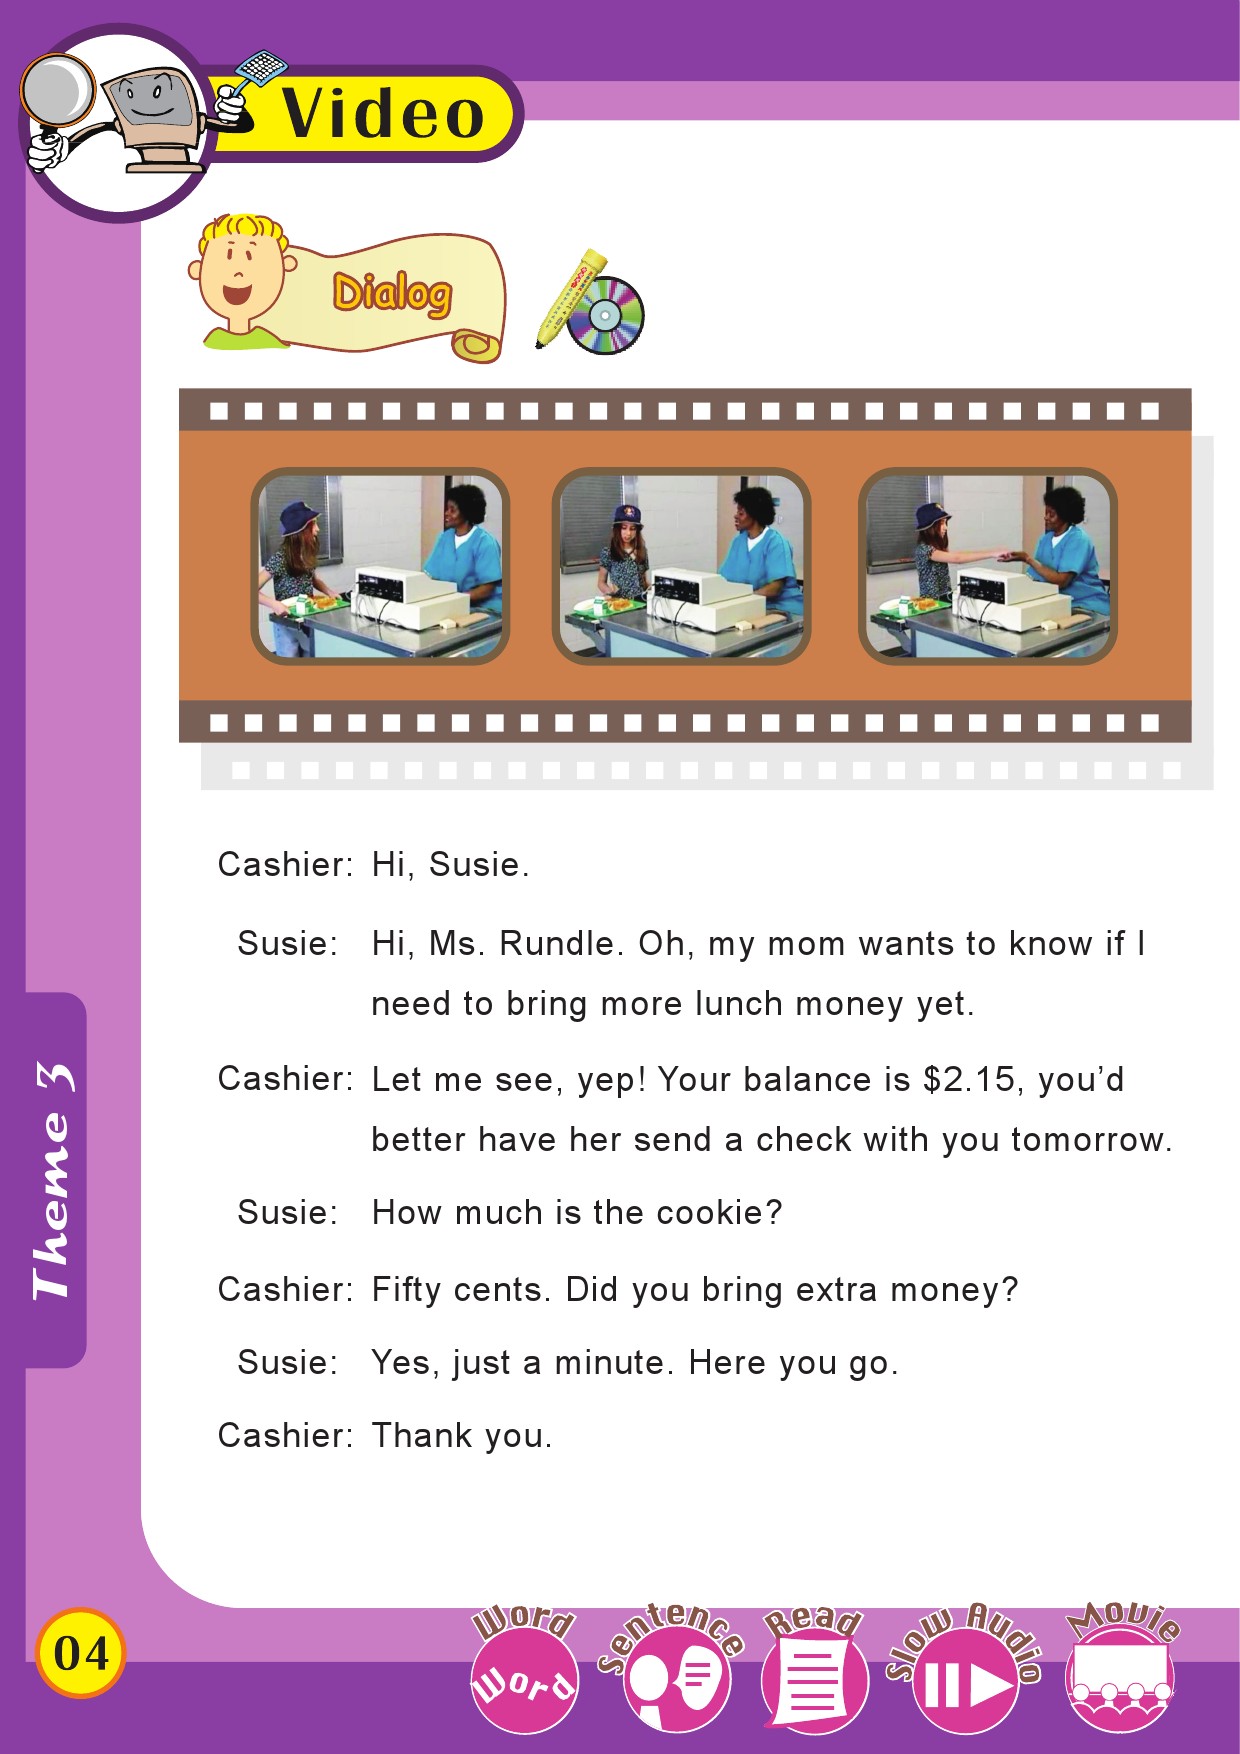 Video
Dialog
Cashier: Hi, Susie.
Susie: Hi, Ms. Rundle. Oh, my mom wants to know if I
need to bring more lunch money yet.
Cashier: Let me see, yep! Your balance is $2.15, you’d
better have her send a check with you tomorrow.
Susie: How much is the cookie?
Cashier: Fifty cents. Did you bring extra money?
Susie: Yes, just a minute. Here you go.
Cashier: Thank you.
Theme 3
04
Word
Word
Sentence
Read
Slow Audio
Movie